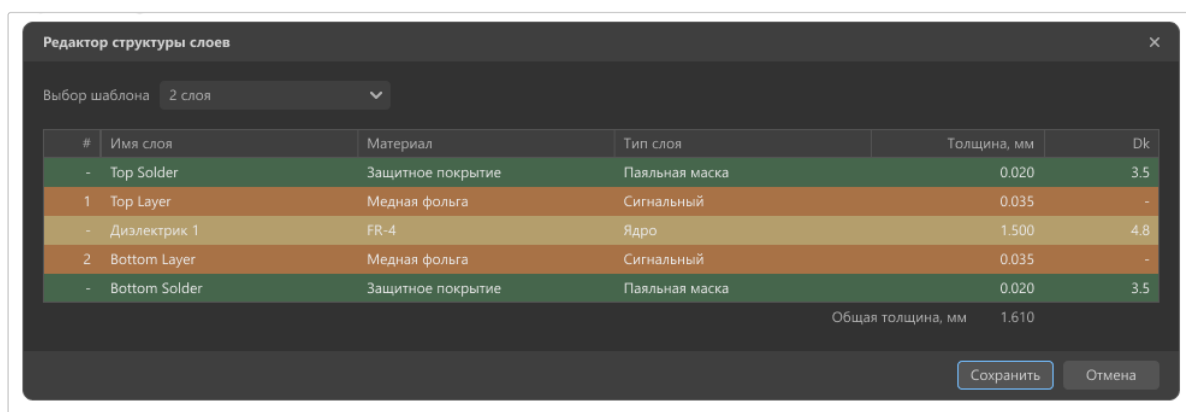 Редактор структуры слоев
Выбор шаблона 2 слоя
# Имя слоя Материал Тип слоя Толщина, мм Dk
- Top Solder Защитное покрытие Паяльная маска 0.020 3.5
1 Top Layer Медная фольга Сигнальный 0.035 -
- Диэлектрик 1 FR-4 Ядро 1.500 4.8
2 Bottom Layer Медная фольга Сигнальный 0.035 -
- Bottom Solder Защитное покрытие Паяльная маска 0.020 3.5
Общая толщина, мм 1.610
Сохранить Отмена